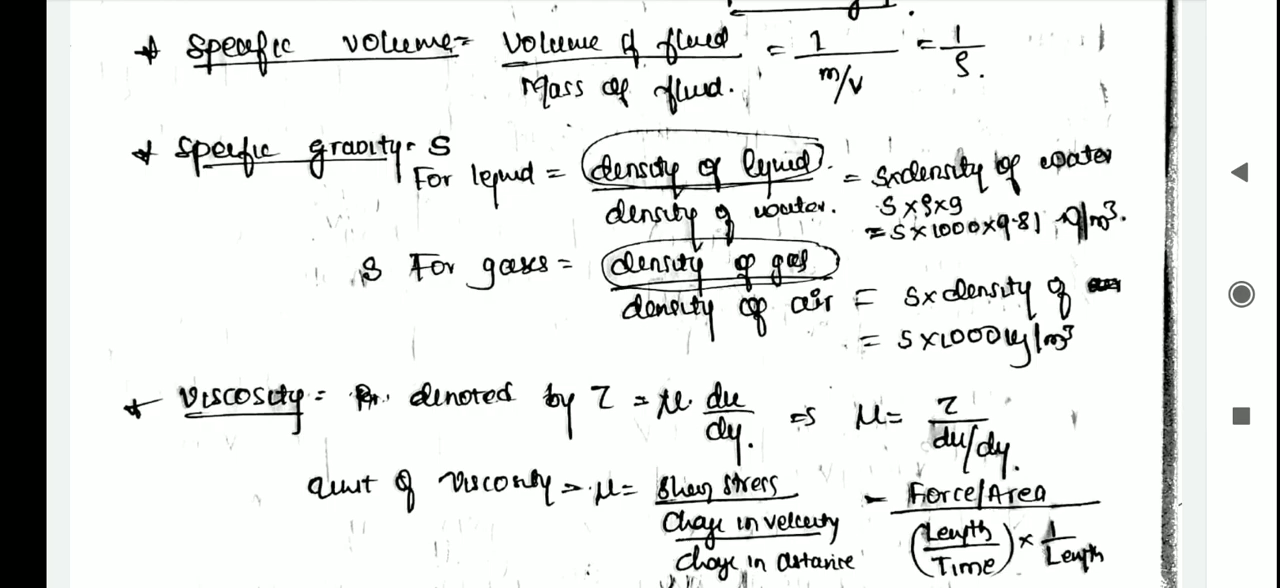 * Specific volume = Volume of fluid / Mass of fluid. = 1 / m/v = 1/ρ.
* Specific gravity = S
For liquid = density of liquid / density of water. = S x density of water
S x ρ x g
= S x 1000 x 9.81 N/m³.
S For gases = density of gas / density of air = S x density of
= S x 1000 kg/m³
* Viscosity = denoted by τ = μ du/dy. => μ = τ / du/dy.
Unit of Viscosity => μ = Shear stress / Change in velocity / Change in distance = Force/Area / (Length/Time) x 1/Length